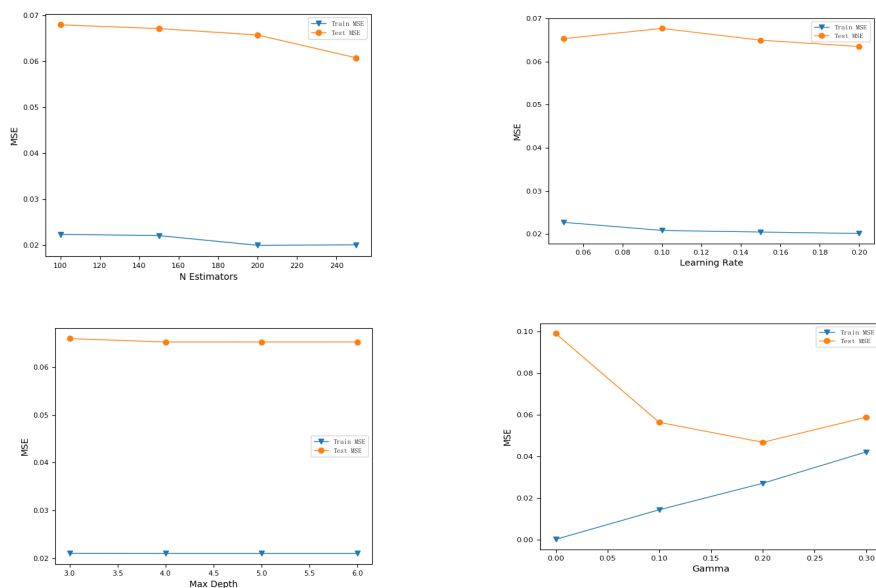 0.07
0.06
0.05
0.04
0.03
0.02
MSE
100 120 140 160 180 200 220 240
N Estimators
Train MSE
Test MSE
0.07
0.06
0.05
0.04
0.03
0.02
MSE
0.06 0.08 0.10 0.12 0.14 0.16 0.18 0.20
Learning Rate
Train MSE
Test MSE
0.06
0.05
0.04
0.03
0.02
MSE
3.0 3.5 4.0 4.5 5.0 5.5 6.0
Max Depth
Train MSE
Test MSE
0.10
0.08
0.06
0.04
0.02
0.00
MSE
0.00 0.05 0.10 0.15 0.20 0.25 0.30
Gamma
Train MSE
Test MSE